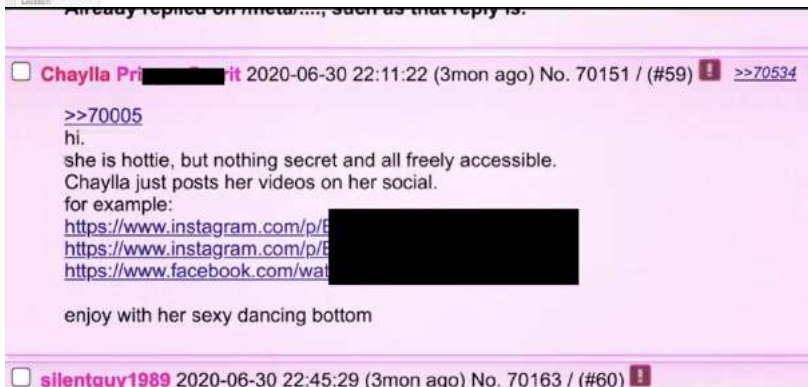 Already replied on /meta/...., such as that reply is.
Chaylla Pri rit 2020-06-30 22:11:22 (3mon ago) No. 70151 / (#59) ! >>70534
>>70005
hi.
she is hottie, but nothing secret and all freely accessible.
Chaylla just posts her videos on her social.
for example:
https://www.instagram.com/p/
https://www.instagram.com/p/
https://www.facebook.com/wat
enjoy with her sexy dancing bottom
silentguy1989 2020-06-30 22:45:29 (3mon ago) No. 70163 / (#60) !